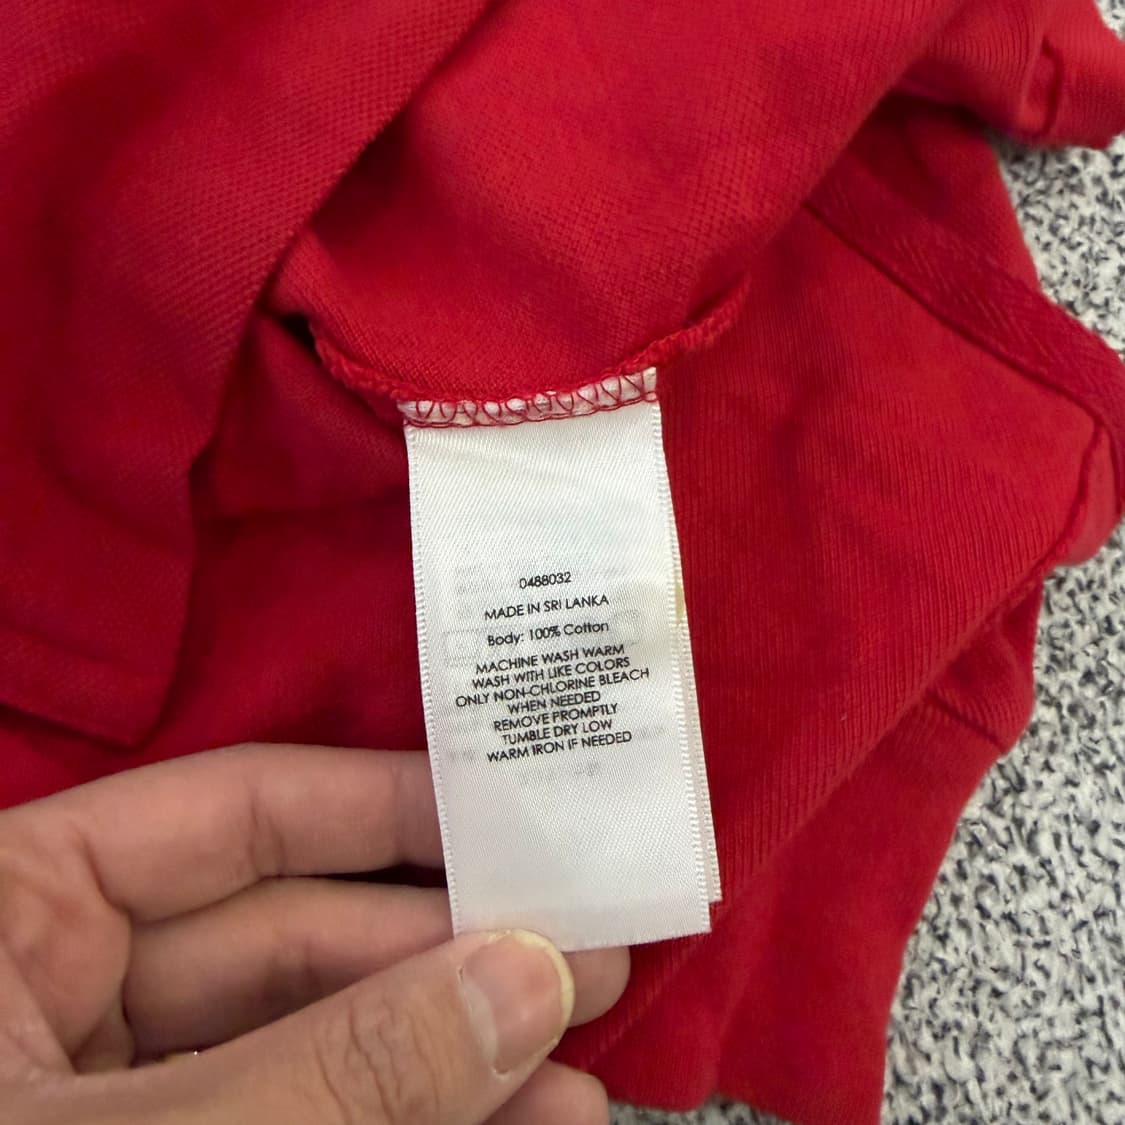 0488032
MADE IN SRI LANKA
Body: 100% Cotton
MACHINE WASH WARM
WASH WITH LIKE COLORS
ONLY NON-CHLORINE BLEACH
WHEN NEEDED
REMOVE PROMPTLY
TUMBLE DRY LOW
WARM IRON IF NEEDED